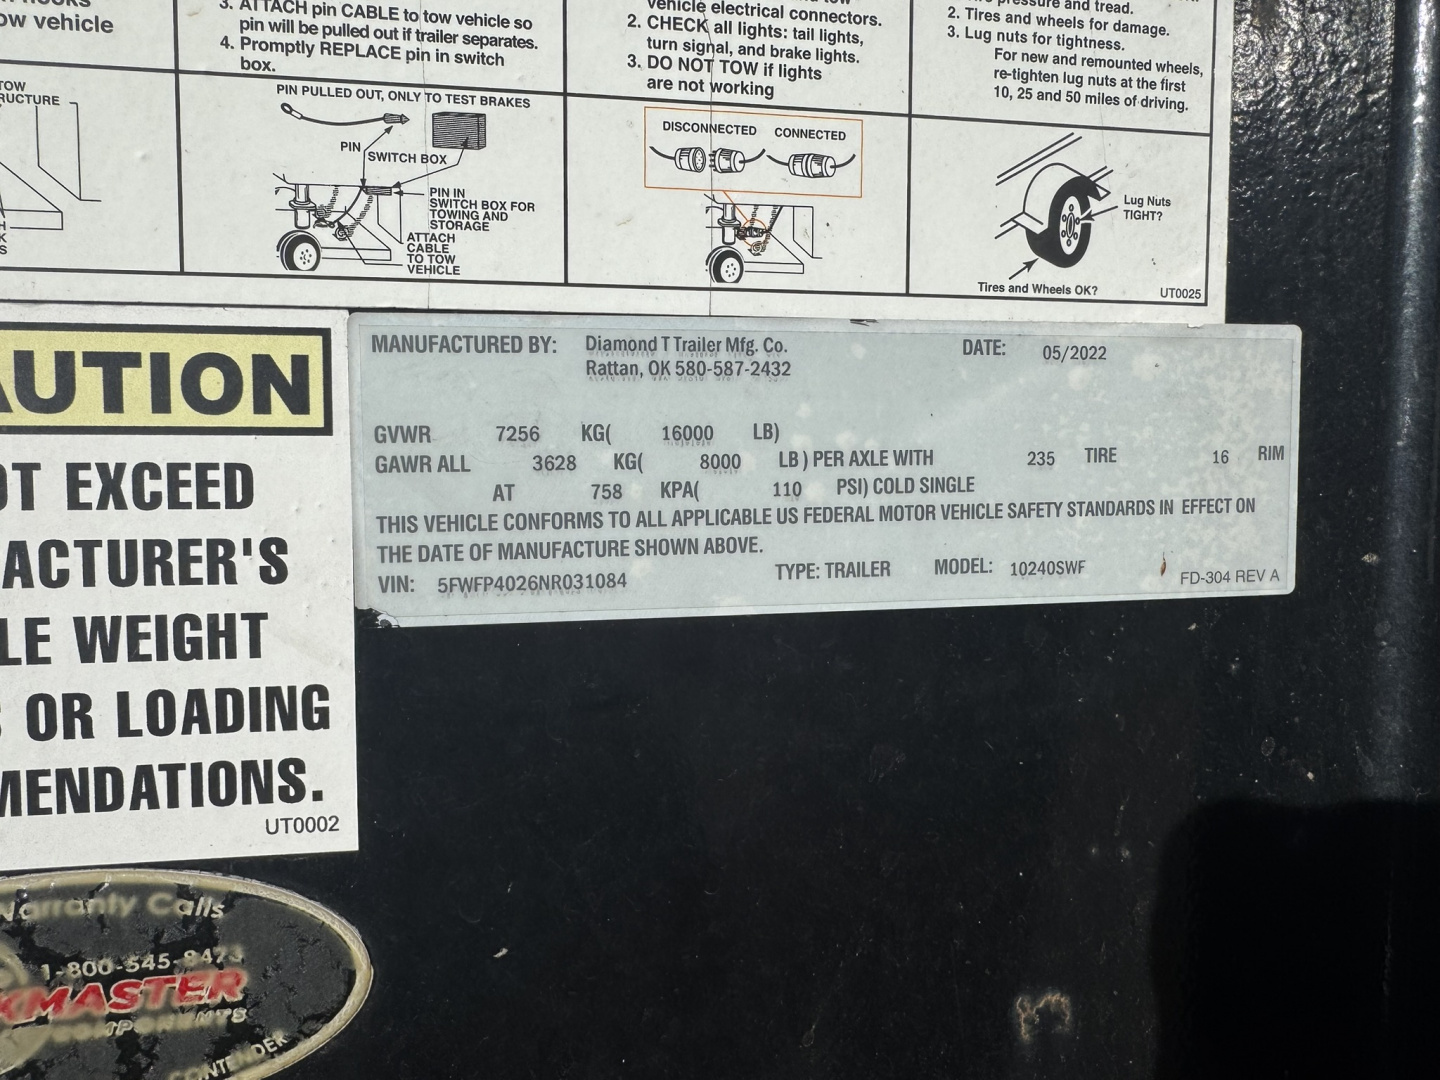 ow vehicle
3. ATTACH pin CABLE to tow vehicle so
pin will be pulled out if trailer separates.
4. Promptly REPLACE pin in switch
box.
vehicle electrical connectors.
2. CHECK all lights: tail lights,
turn signal, and brake lights.
3. DO NOT TOW if lights
are not working
pressure and tread.
2. Tires and wheels for damage.
3. Lug nuts for tightness.
For new and remounted wheels,
re-tighten lug nuts at the first
10, 25 and 50 miles of driving.
TOW
RUCTURE
PIN PULLED OUT, ONLY TO TEST BRAKES
PIN
SWITCH BOX
PIN IN
SWITCH BOX FOR
TOWING AND
STORAGE
ATTACH
CABLE
TO TOW
VEHICLE
DISCONNECTED CONNECTED
Lug Nuts
TIGHT?
Tires and Wheels OK?
UT0025
AUTION
OT EXCEED
ACTURER'S
LE WEIGHT
OR LOADING
MENDATIONS.
UT0002
MANUFACTURED BY: Diamond T Trailer Mfg. Co. DATE: 05/2022
Rattan, OK 580-587-2432
GVWR 7256 KG( 16000 LB)
GAWR ALL 3628 KG( 8000 LB ) PER AXLE WITH 235 TIRE 16 RIM
AT 758 KPA( 110 PSI) COLD SINGLE
THIS VEHICLE CONFORMS TO ALL APPLICABLE US FEDERAL MOTOR VEHICLE SAFETY STANDARDS IN EFFECT ON
THE DATE OF MANUFACTURE SHOWN ABOVE.
VIN: 5FWFP4026NR031084 TYPE: TRAILER MODEL: 10240SWF
FD-304 REV A
Warranty Calls
KMASTER
CONTENDER